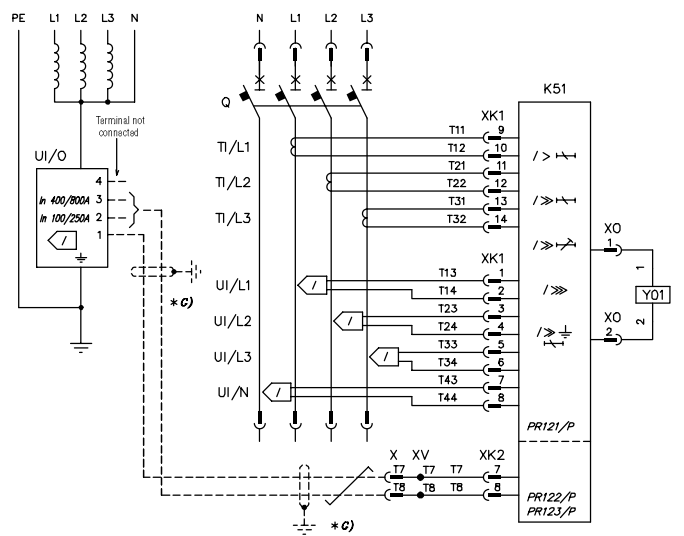 PE L1 L2 L3 N
N L1 L2 L3
Q
Terminal not
connected
UI/O
4
In 400/800A 3
In 100/250A 2
1
/
*G)
K51
XK1
TI/L1 T11 9
T12 10
TI/L2 T21 11
T22 12
TI/L3 T31 13
T32 14
/>
/>>
/>>
/>>>
/>>
XK1
UI/L1 / T13 1
T14 2
UI/L2 / T23 3
T24 4
UI/L3 / T33 5
T34 6
UI/N / T43 7
T44 8
XO
1
1
YO1
2
XO
2
PR121/P
X XV XK2
T7 T7 T7 7
T8 T8 T8 8
PR122/P
PR123/P
*G)